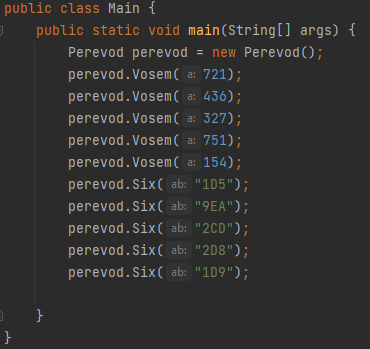 public class Main {
public static void main(String[] args) {
Perevod perevod = new Perevod();
perevod.Vosem( a: 721);
perevod.Vosem( a: 436);
perevod.Vosem( a: 327);
perevod.Vosem( a: 751);
perevod.Vosem( a: 154);
perevod.Six( ab: "1D5");
perevod.Six( ab: "9EA");
perevod.Six( ab: "2CD");
perevod.Six( ab: "2D8");
perevod.Six( ab: "1D9");
}
}